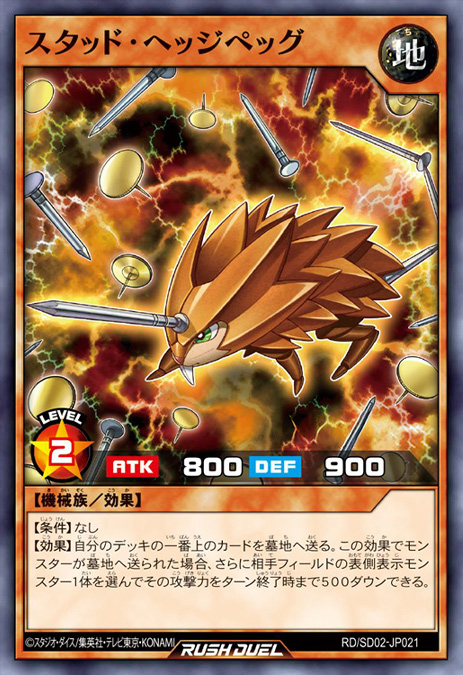 スタッド・ヘッジペッグ
地
LEVEL
2
ATK 800 DEF 900
【機械族／効果】
【条件】なし
【効果】自分のデッキの一番上のカードを墓地へ送る。この効果でモン
スターが墓地へ送られた場合、さらに相手フィールドの表側表示モン
スター1体を選んでその攻撃力をターン終了時まで５００ダウンできる。
©スタジオ・ダイス/集英社・テレビ東京・KONAMI
RUSH DUEL
RD/SD02-JP021